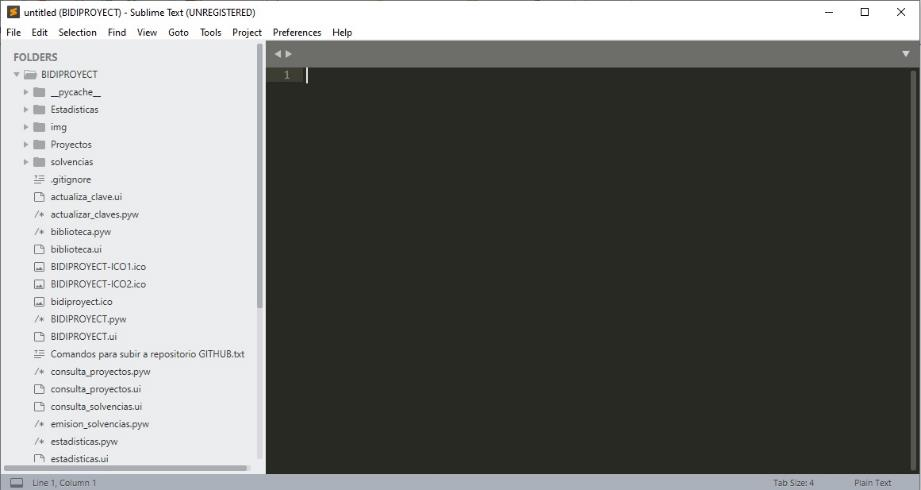 untitled (BIDIPROYECT) - Sublime Text (UNREGISTERED)
File Edit Selection Find View Goto Tools Project Preferences Help
FOLDERS
BIDIPROYECT
__pycache__
Estadisticas
img
Proyectos
solvencias
.gitignore
actualiza_clave.ui
/* actualizar_claves.pyw
/* biblioteca.pyw
biblioteca.ui
BIDIPROYECT-ICO1.ico
BIDIPROYECT-ICO2.ico
bidiproyect.ico
/* BIDIPROYECT.pyw
BIDIPROYECT.ui
Comandos para subir a repositorio GITHUB.txt
/* consulta_proyectos.pyw
consulta_proyectos.ui
consulta_solvencias.ui
/* emision_solvencias.pyw
/* estadisticas.pyw
estadisticas.ui
1
Line 1, Column 1
Tab Size: 4
Plain Text